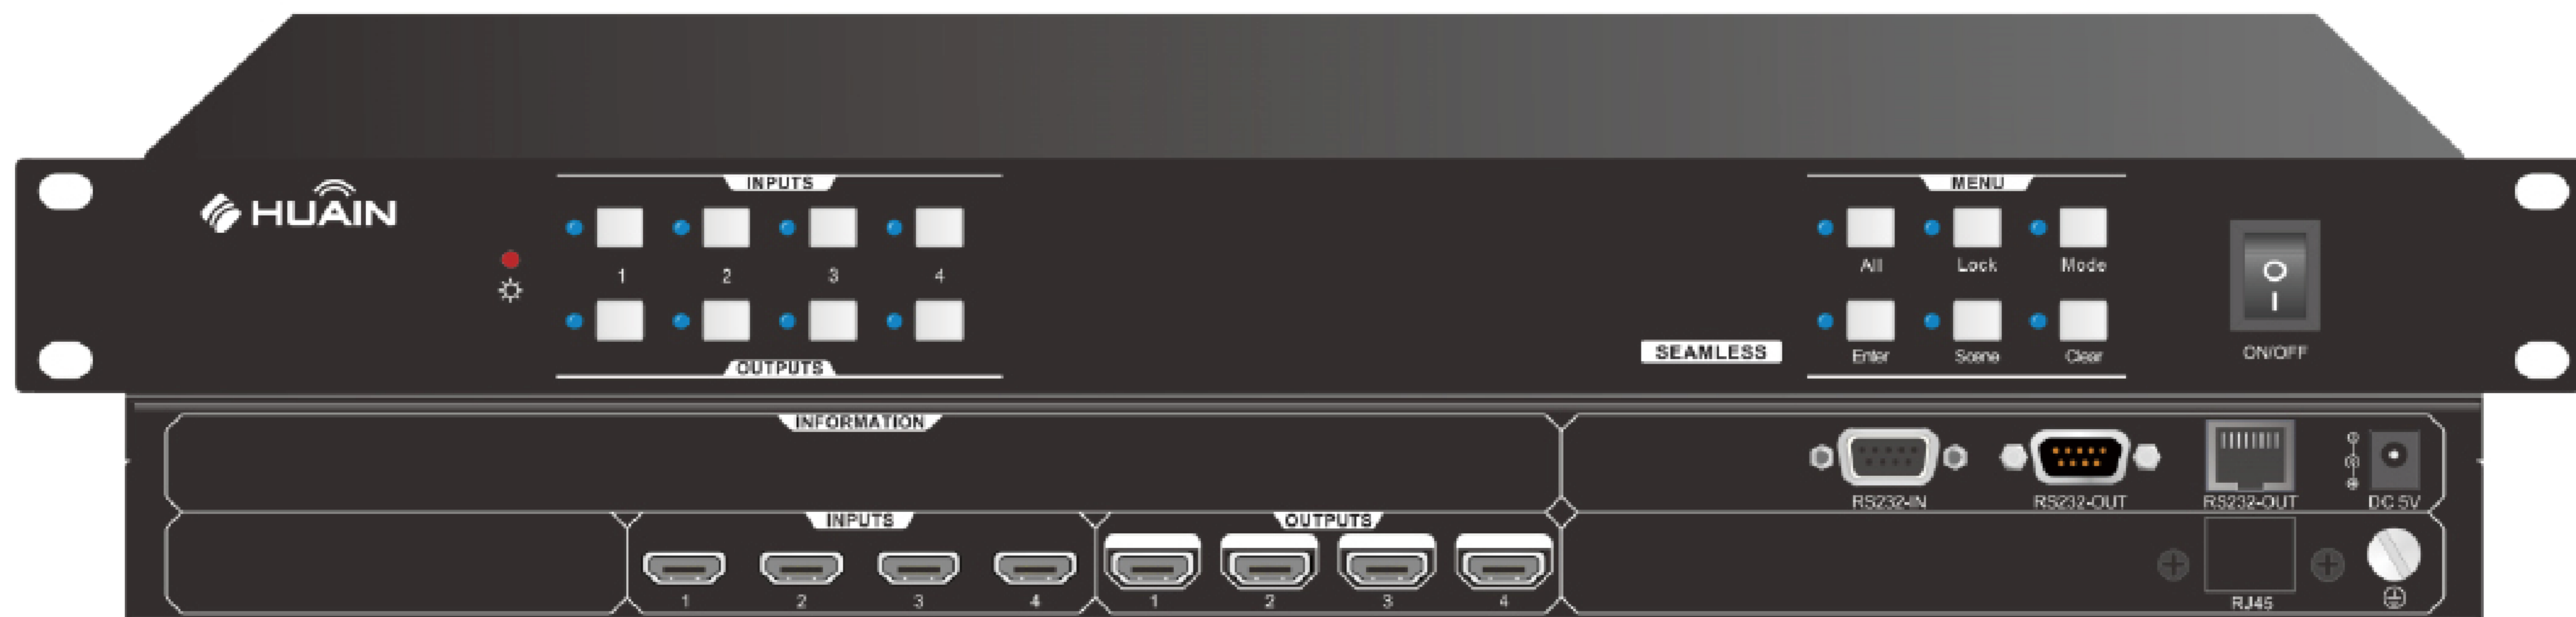 HUAIN
INPUTS
1 2 3 4
OUTPUTS
SEAMLESS
MENU
All Lock Mode
Enter Scene Clear
ON/OFF
INFORMATION
RS232-IN RS232-OUT RS232-OUT DC 5V
INPUTS
1 2 3 4
OUTPUTS
1 2 3 4
RJ45